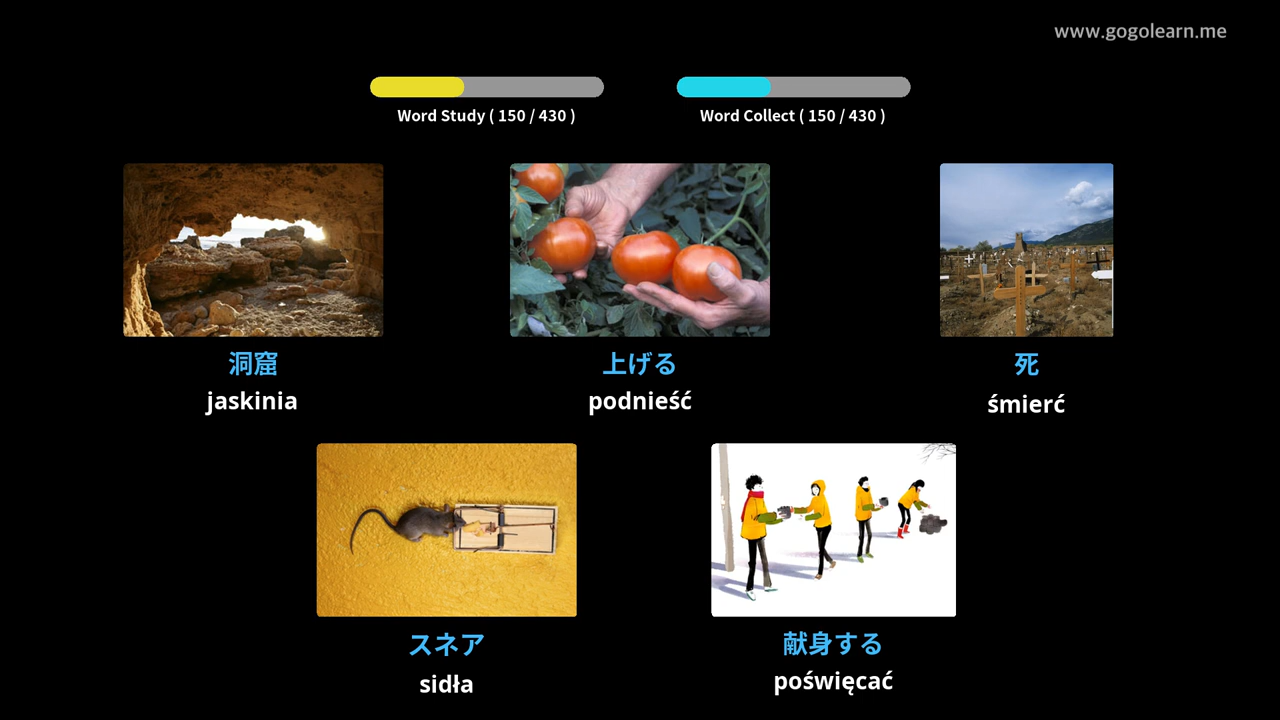 www.gogolearn.me
Word Study ( 150 / 430 )
Word Collect ( 150 / 430 )
洞窟
jaskinia
上げる
podnieść
死
śmierć
スネア
sidła
献身する
poświęcać